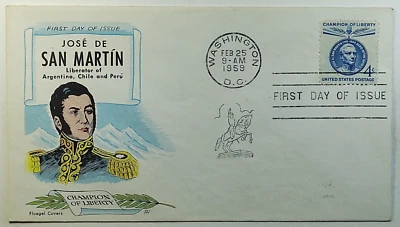 FIRST DAY OF ISSUE
JOSÉ DE
SAN MARTÍN
Liberator of
Argentina, Chile and Perú
CHAMPION
OF LIBERTY
Fluegel Covers
WASHINGTON
FEB 25
9-AM
1959
D.C.
CHAMPION OF LIBERTY
4¢
UNITED STATES POSTAGE
FIRST DAY OF ISSUE